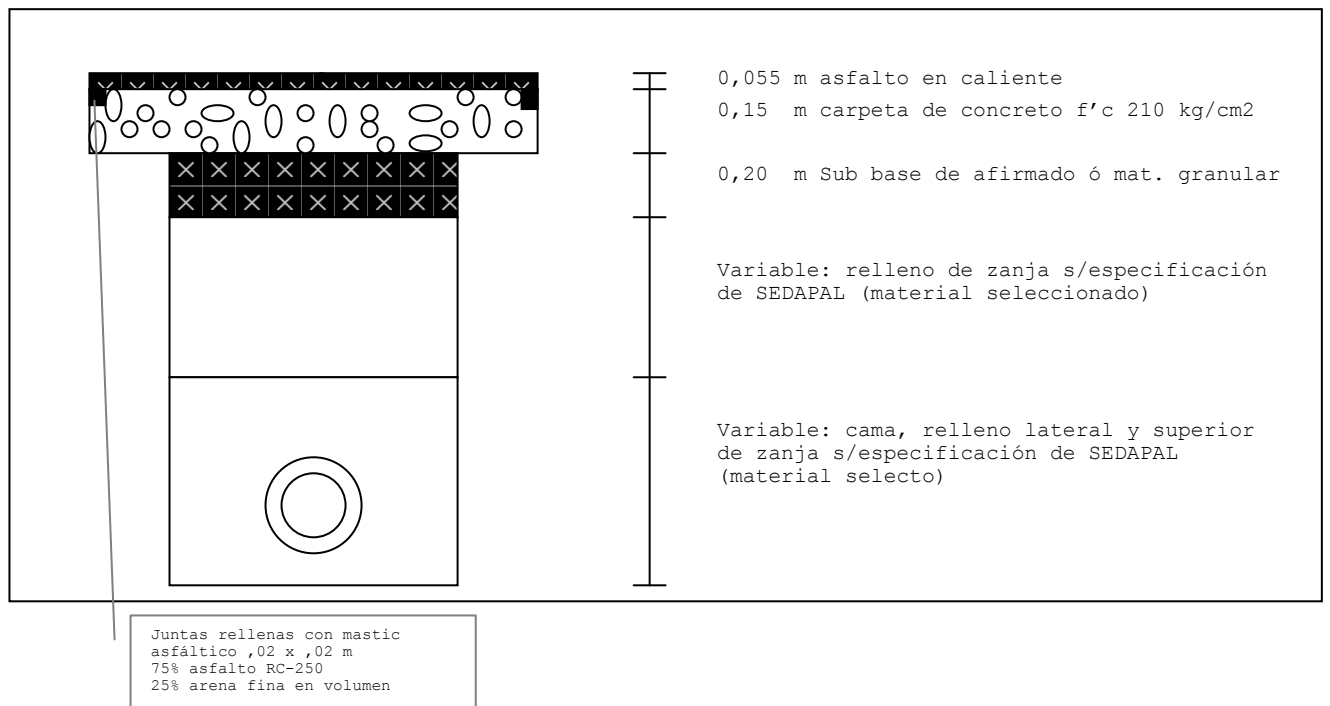 0,055 m asfalto en caliente
0,15  m carpeta de concreto f’c 210 kg/cm2
0,20  m Sub base de afirmado ó mat. granular
Variable: relleno de zanja s/especificación
de SEDAPAL (material seleccionado)
Variable: cama, relleno lateral y superior
de zanja s/especificación de SEDAPAL
(material selecto)
Juntas rellenas con mastic
asfáltico ,02 x ,02 m
75% asfalto RC-250
25% arena fina en volumen